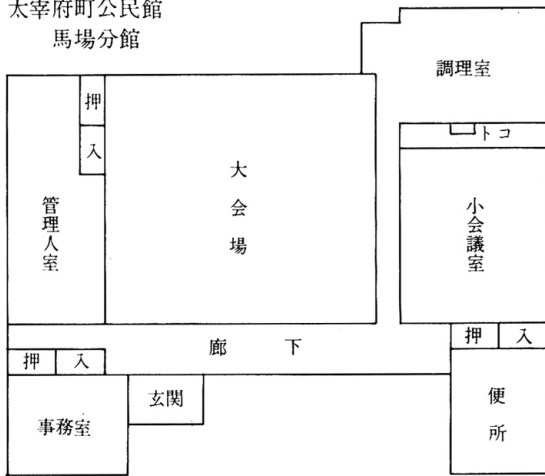 太宰府町公民館
馬場分館
調理室
押入
トコ
大会場
管理人室
小会議室
押入
廊下
押入
玄関
便所
事務室